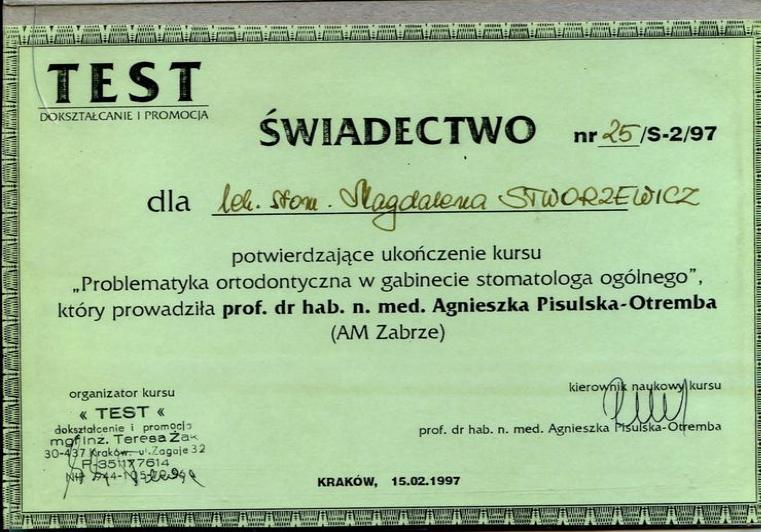 TEST
DOKSZTAŁCANIE I PROMOCJA
ŚWIADECTWO nr 25/S-2/97
dla lek. stom. Magdalena STWORZEWICZ
potwierdzające ukończenie kursu
„Problematyka ortodontyczna w gabinecie stomatologa ogólnego”,
który prowadziła prof. dr hab. n. med. Agnieszka Pisulska-Otremba
(AM Zabrze)
organizator kursu
« TEST «
dokształcenie i promocja
mgr inż. Teresa Żak
30-437 Kraków, ul. Zagaje 32
kierownik naukowy kursu
prof. dr hab. n. med. Agnieszka Pisulska-Otremba
KRAKÓW, 15.02.1997